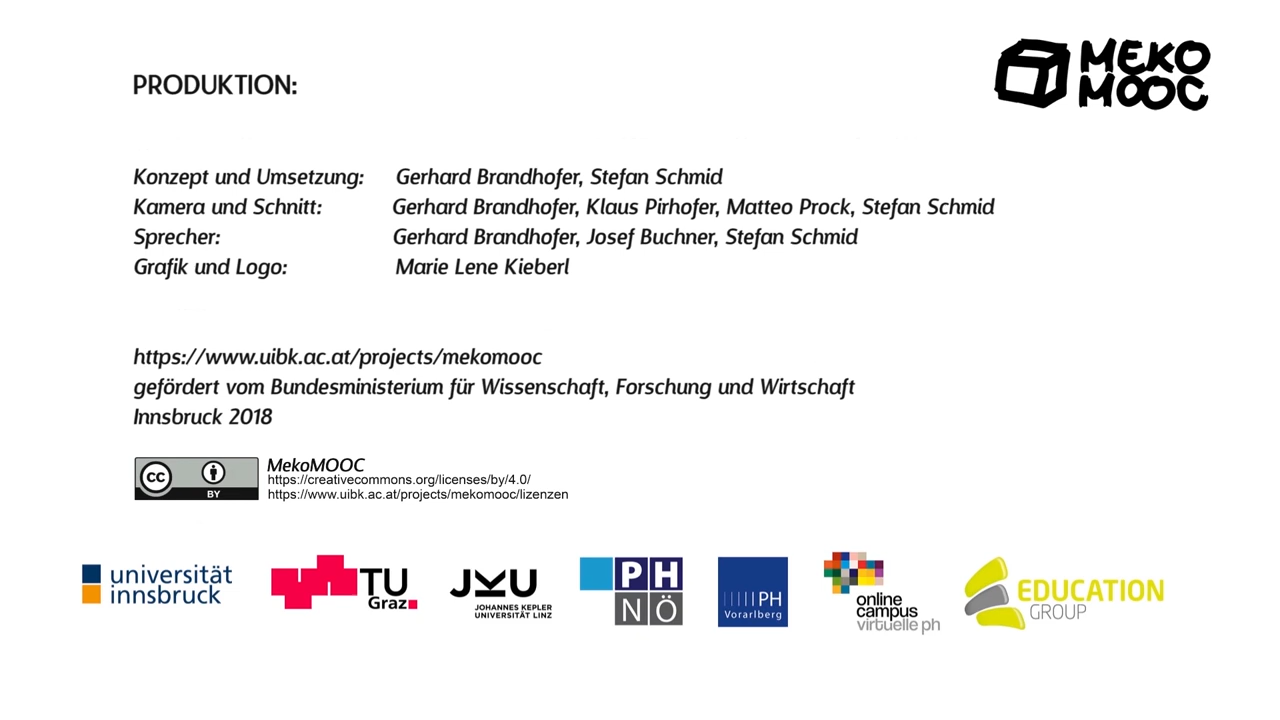 MEKO
MOOC
PRODUKTION:
Konzept und Umsetzung: Gerhard Brandhofer, Stefan Schmid
Kamera und Schnitt: Gerhard Brandhofer, Klaus Pirhofer, Matteo Prock, Stefan Schmid
Sprecher: Gerhard Brandhofer, Josef Buchner, Stefan Schmid
Grafik und Logo: Marie Lene Kieberl
https://www.uibk.ac.at/projects/mekomooc
gefördert vom Bundesministerium für Wissenschaft, Forschung und Wirtschaft
Innsbruck 2018
cc BY
MekoMOOC
https://creativecommons.org/licenses/by/4.0/
https://www.uibk.ac.at/projects/mekomooc/lizenzen
universität
innsbruck
TU
Graz
JKU
JOHANNES KEPLER
UNIVERSITÄT LINZ
PH
NÖ
PH
Vorarlberg
online
campus
virtuelle ph
EDUCATION
GROUP